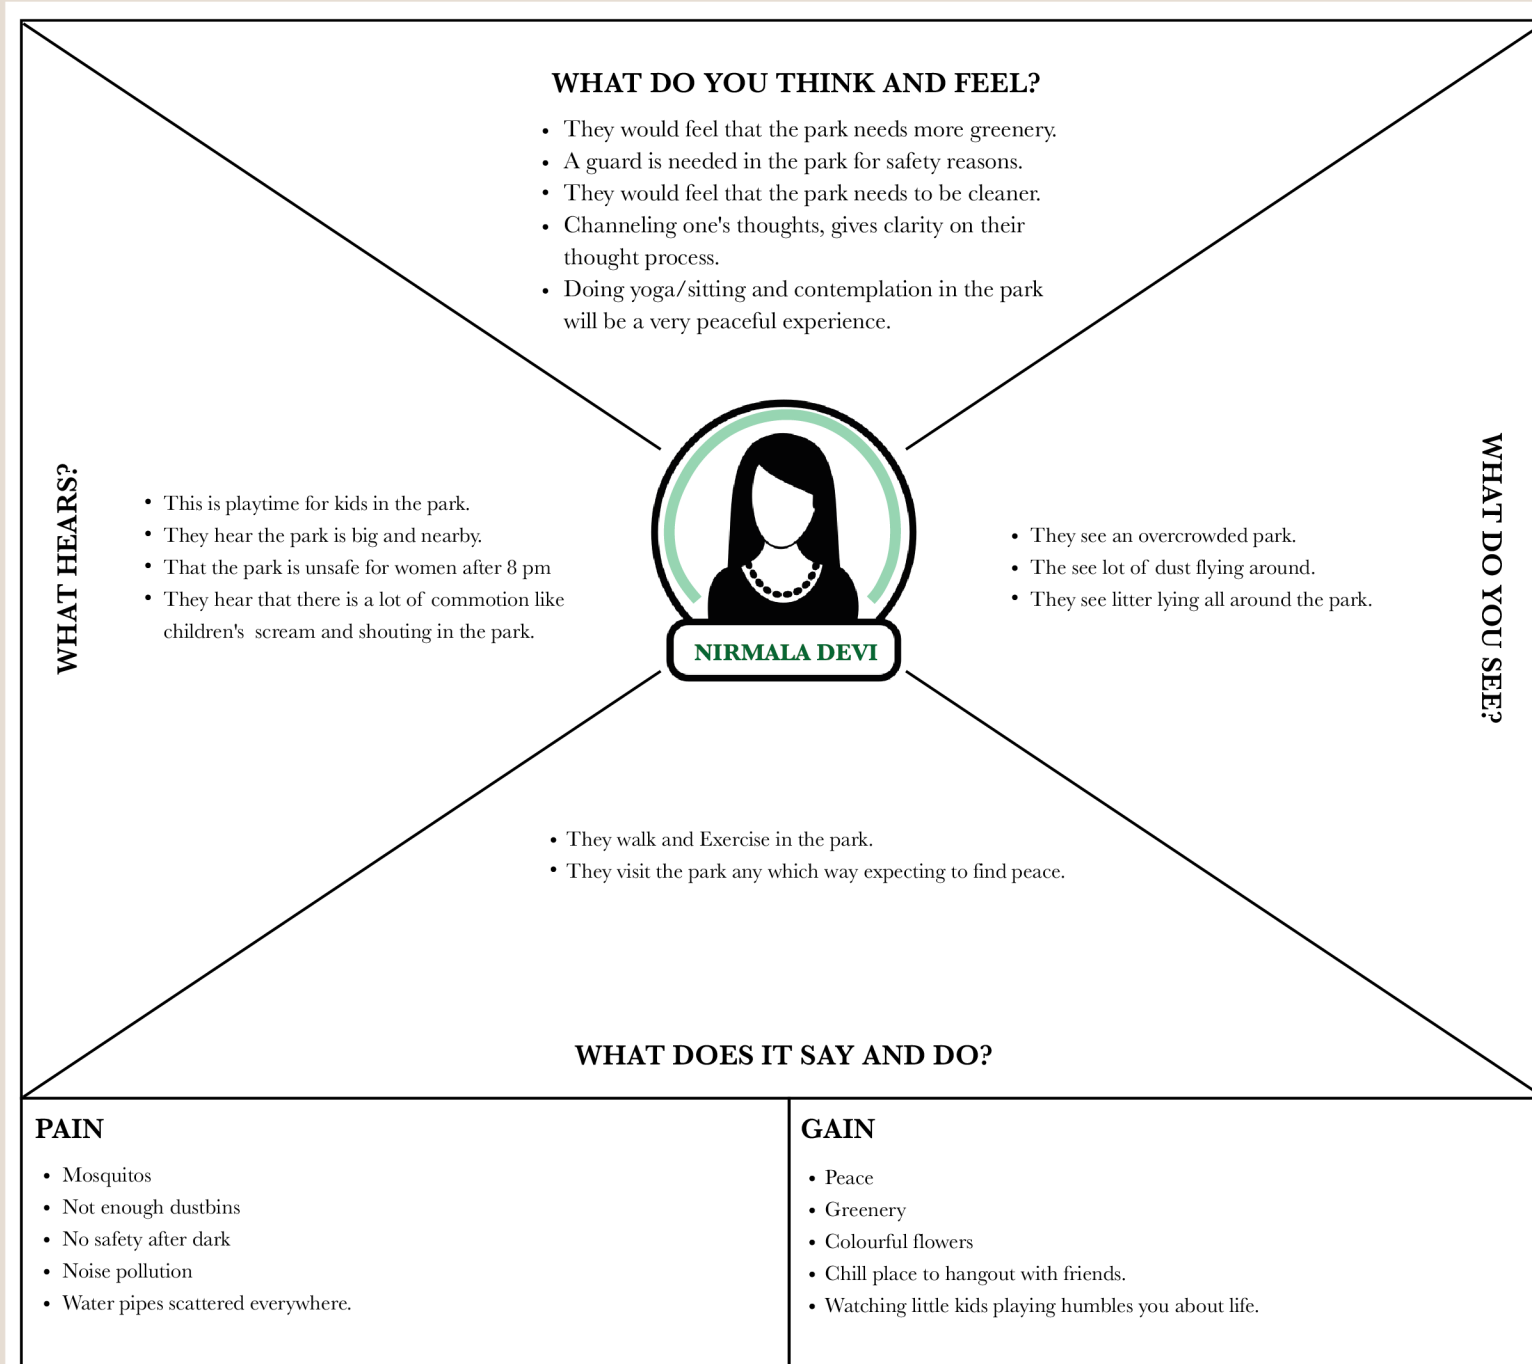 WHAT DO YOU THINK AND FEEL?
• They would feel that the park needs more greenery.
• A guard is needed in the park for safety reasons.
• They would feel that the park needs to be cleaner.
• Channeling one's thoughts, gives clarity on their
thought process.
• Doing yoga/sitting and contemplation in the park
will be a very peaceful experience.
WHAT HEARS?
• This is playtime for kids in the park.
• They hear the park is big and nearby.
• That the park is unsafe for women after 8 pm
• They hear that there is a lot of commotion like
children's scream and shouting in the park.
NIRMALA DEVI
• They see an overcrowded park.
• The see lot of dust flying around.
• They see litter lying all around the park.
WHAT DO YOU SEE?
• They walk and Exercise in the park.
• They visit the park any which way expecting to find peace.
WHAT DOES IT SAY AND DO?
PAIN
• Mosquitos
• Not enough dustbins
• No safety after dark
• Noise pollution
• Water pipes scattered everywhere.
GAIN
• Peace
• Greenery
• Colourful flowers
• Chill place to hangout with friends.
• Watching little kids playing humbles you about life.